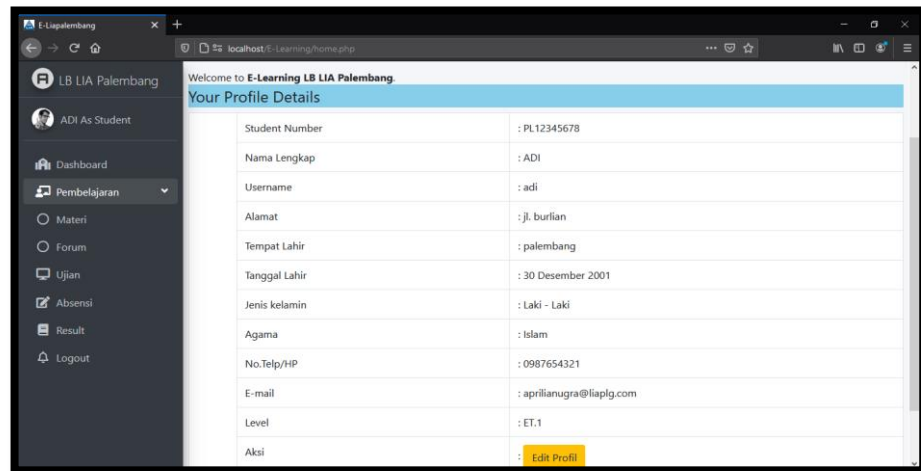 E-Liapalembang
localhost/E-Learning/home.php
LB LIA Palembang
ADI As Student
Dashboard
Pembelajaran
Materi
Forum
Ujian
Absensi
Result
Logout
Welcome to E-Learning LB LIA Palembang.
Your Profile Details
Student Number : PL12345678
Nama Lengkap : ADI
Username : adi
Alamat : jl. burlian
Tempat Lahir : palembang
Tanggal Lahir : 30 Desember 2001
Jenis kelamin : Laki - Laki
Agama : Islam
No.Telp/HP : 0987654321
E-mail : aprilianugra@liaplg.com
Level : ET.1
Aksi : Edit Profil